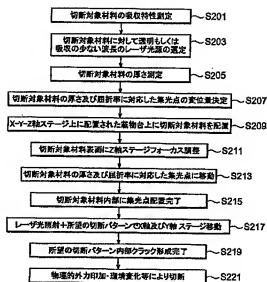 切断対象材料の吸収特性測定 S201
切断対象材料に対して透明もしくは
吸収の少ない波長のレーザ光源の選定 S203
切断対象材料の厚さ測定 S205
切断対象材料の厚さ及び屈折率に対応した集光点の変位量決定 S207
X-Y-Z軸ステージ上に配置された載物台上に切断対象材料を配置 S209
切断対象材料表面にZ軸ステージフォーカス調整 S211
切断対象材料の厚さ及び屈折率に対応した集光点に移動 S213
切断対象材料内部に集光点配置完了 S215
レーザ光照射+所望の切断パターンでX軸及びY軸 ステージ移動 S217
所望の切断パターン内部クラック形成完了 S219
物理的外力印加・環境変化等により切断 S221